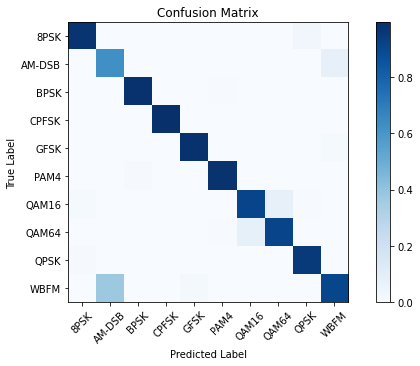 Confusion Matrix
True Label
8PSK
AM-DSB
BPSK
CPFSK
GFSK
PAM4
QAM16
QAM64
QPSK
WBFM
8PSK
AM-DSB
BPSK
CPFSK
GFSK
PAM4
QAM16
QAM64
QPSK
WBFM
Predicted Label
0.8
0.6
0.4
0.2
0.0